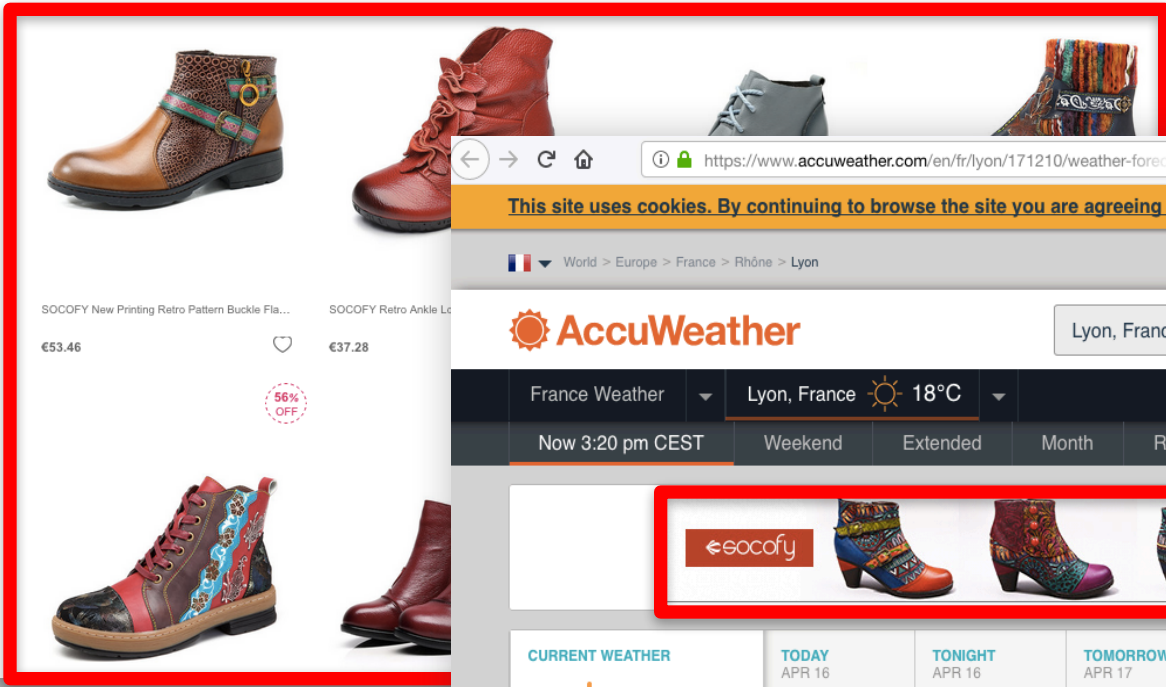 SOCOFY New Printing Retro Pattern Buckle Fla...
€53.46
SOCOFY Retro Ankle Lo
€37.28
56%
OFF
https://www.accuweather.com/en/fr/lyon/171210/weather-forec
This site uses cookies. By continuing to browse the site you are agreeing
World > Europe > France > Rhône > Lyon
AccuWeather
Lyon, Franc
France Weather
Lyon, France 18°C
Now 3:20 pm CEST
Weekend
Extended
Month
R
socofy
CURRENT WEATHER
TODAY
APR 16
TONIGHT
APR 16
TOMORROW
APR 17